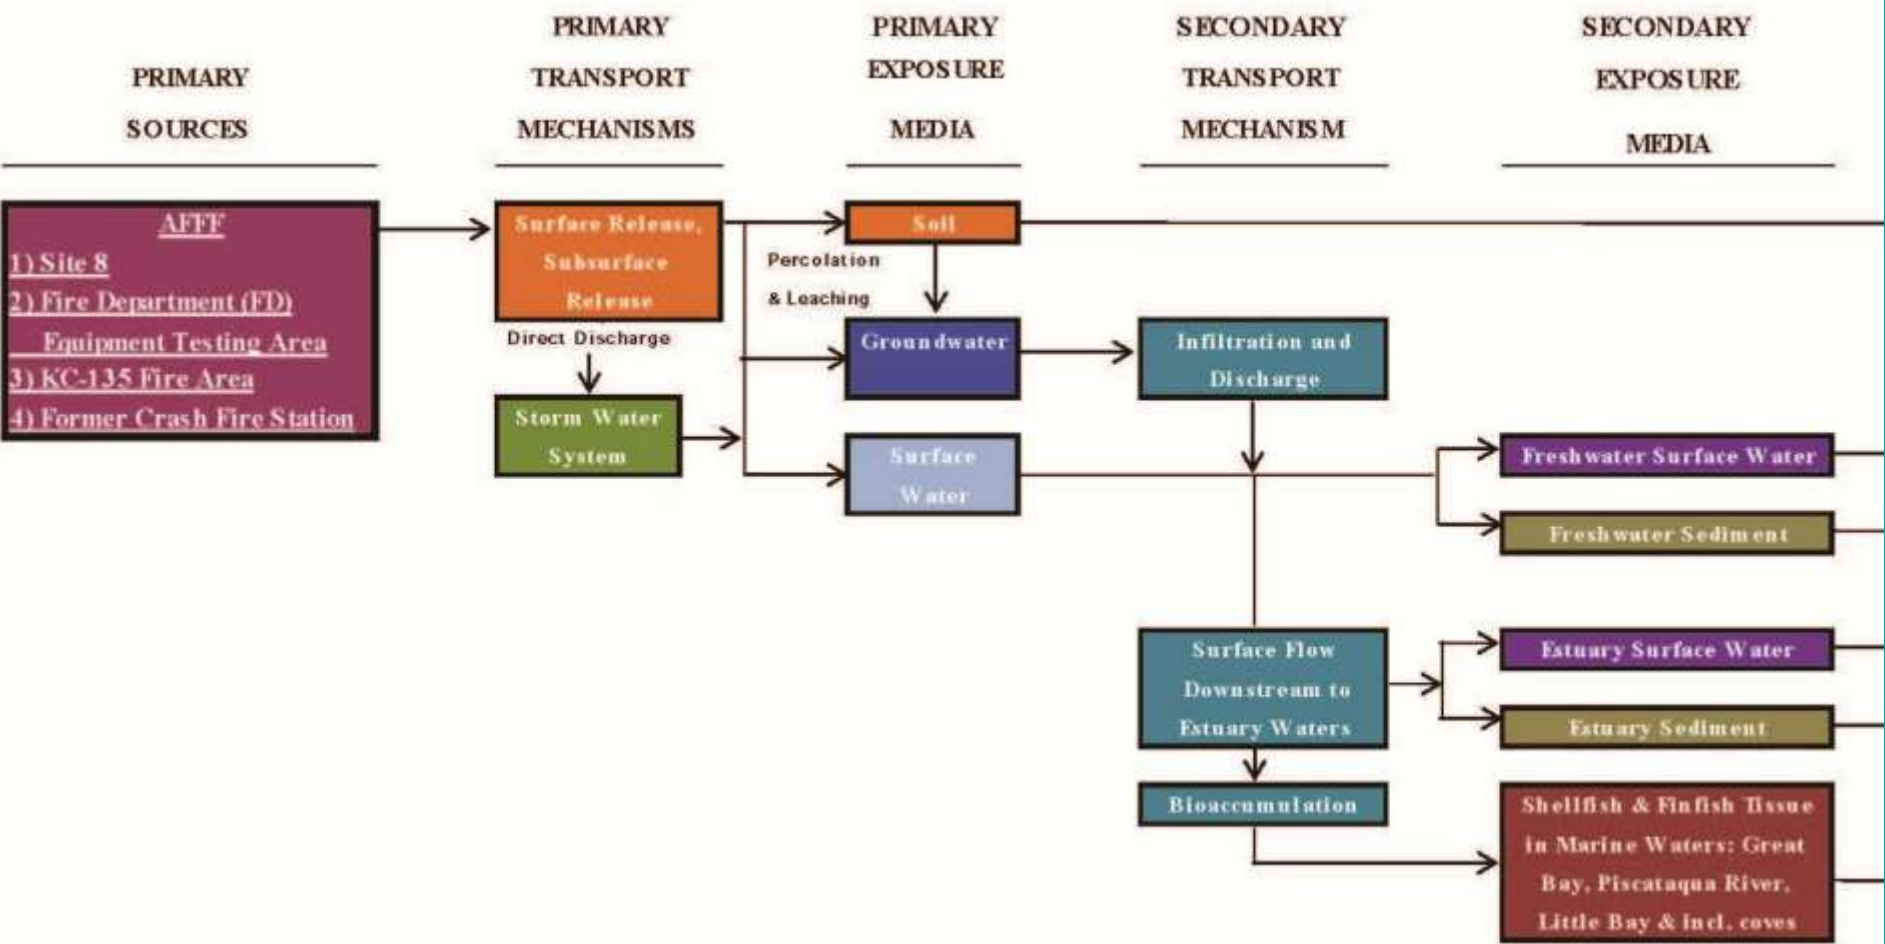 PRIMARY
SOURCES
PRIMARY
TRANSPORT
MECHANISMS
PRIMARY
EXPOSURE
MEDIA
SECONDARY
TRANSPORT
MECHANISM
SECONDARY
EXPOSURE
MEDIA
AFFF
1) Site 8
2) Fire Department (FD)
Equipment Testing Area
3) KC-135 Fire Area
4) Former Crash Fire Station
Surface Release,
Subsurface
Release
Direct Discharge
Storm Water
System
Percolation
& Leaching
Soil
Groundwater
Surface
Water
Infiltration and
Discharge
Surface Flow
Downstream to
Estuary Waters
Bioaccumulation
Freshwater Surface Water
Freshwater Sediment
Estuary Surface Water
Estuary Sediment
Shellfish & Finfish Tissue
in Marine Waters: Great
Bay, Piscataqua River,
Little Bay & incl. coves